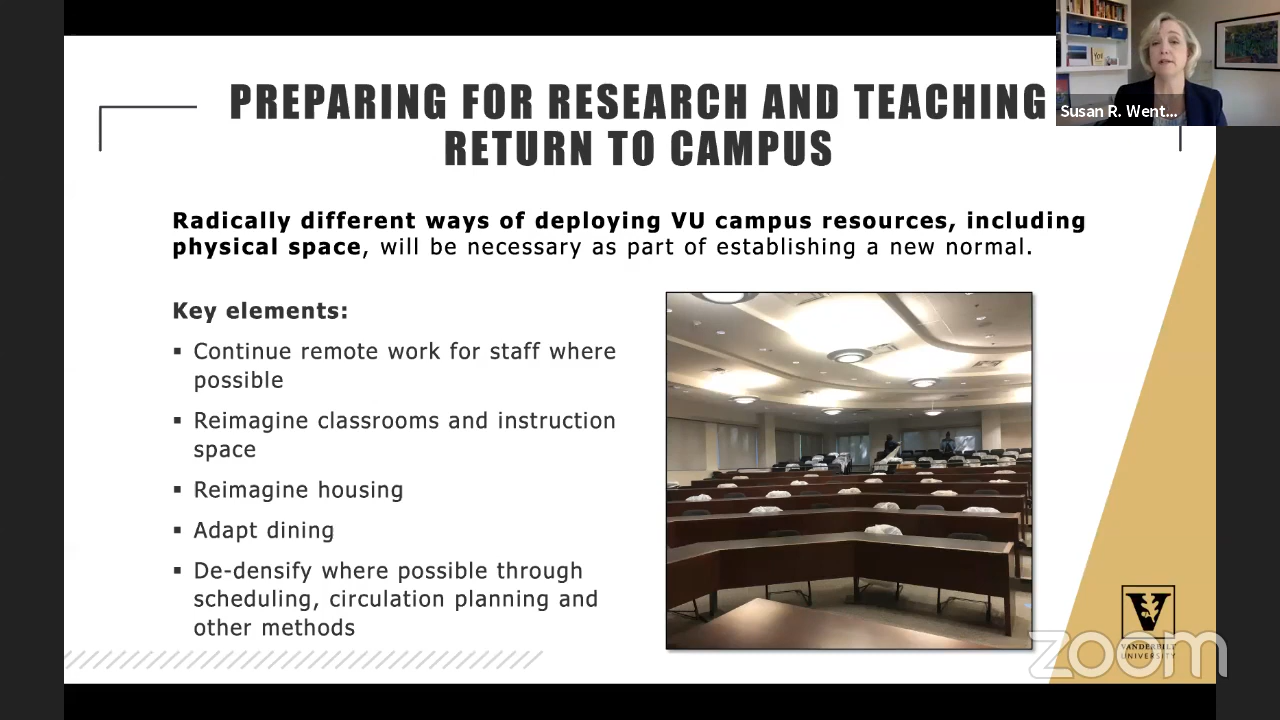 PREPARING FOR RESEARCH AND TEACHING
RETURN TO CAMPUS
Susan R. Went...
Radically different ways of deploying VU campus resources, including
physical space, will be necessary as part of establishing a new normal.
Key elements:
▪ Continue remote work for staff where
possible
▪ Reimagine classrooms and instruction
space
▪ Reimagine housing
▪ Adapt dining
▪ De-densify where possible through
scheduling, circulation planning and
other methods
V
VANDERBILT
UNIVERSITY
zoom